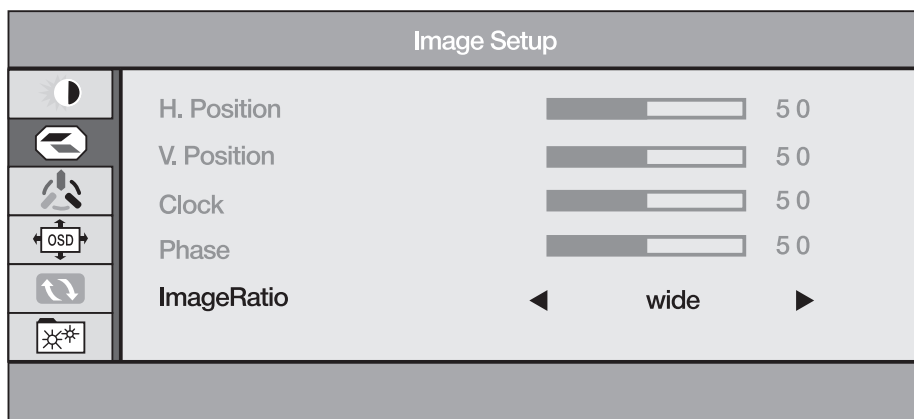 Image Setup
H. Position 50
V. Position 50
Clock 50
Phase 50
ImageRatio wide
OSD